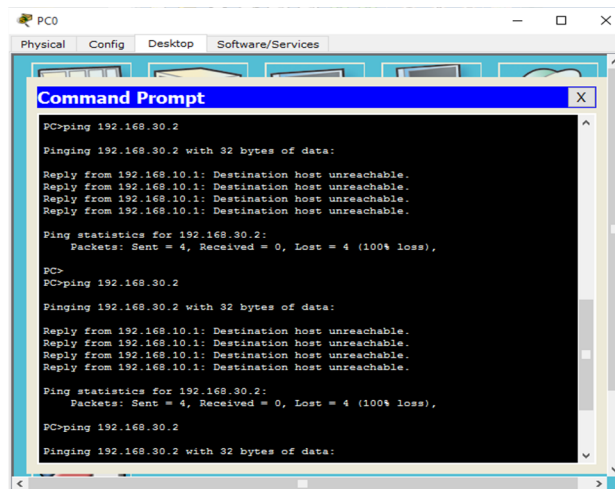 PC0
Physical Config Desktop Software/Services
Command Prompt
X
PC>ping 192.168.30.2
Pinging 192.168.30.2 with 32 bytes of data:
Reply from 192.168.10.1: Destination host unreachable.
Reply from 192.168.10.1: Destination host unreachable.
Reply from 192.168.10.1: Destination host unreachable.
Reply from 192.168.10.1: Destination host unreachable.
Ping statistics for 192.168.30.2:
Packets: Sent = 4, Received = 0, Lost = 4 (100% loss),
PC>
PC>ping 192.168.30.2
Pinging 192.168.30.2 with 32 bytes of data:
Reply from 192.168.10.1: Destination host unreachable.
Reply from 192.168.10.1: Destination host unreachable.
Reply from 192.168.10.1: Destination host unreachable.
Reply from 192.168.10.1: Destination host unreachable.
Ping statistics for 192.168.30.2:
Packets: Sent = 4, Received = 0, Lost = 4 (100% loss),
PC>ping 192.168.30.2
Pinging 192.168.30.2 with 32 bytes of data: